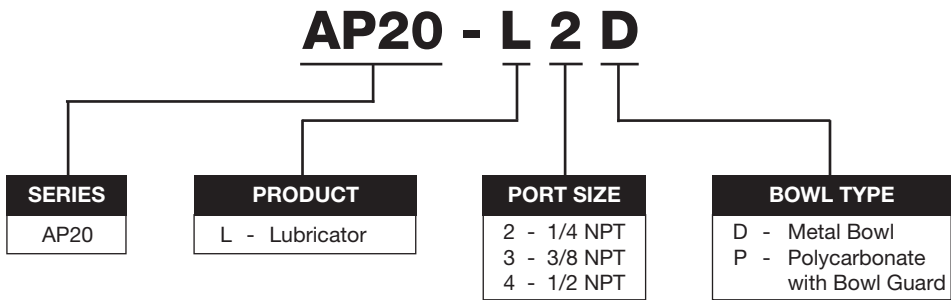 AP20 - L 2 D
SERIES
AP20
PRODUCT
L - Lubricator
PORT SIZE
2 - 1/4 NPT
3 - 3/8 NPT
4 - 1/2 NPT
BOWL TYPE
D - Metal Bowl
P - Polycarbonate
with Bowl Guard